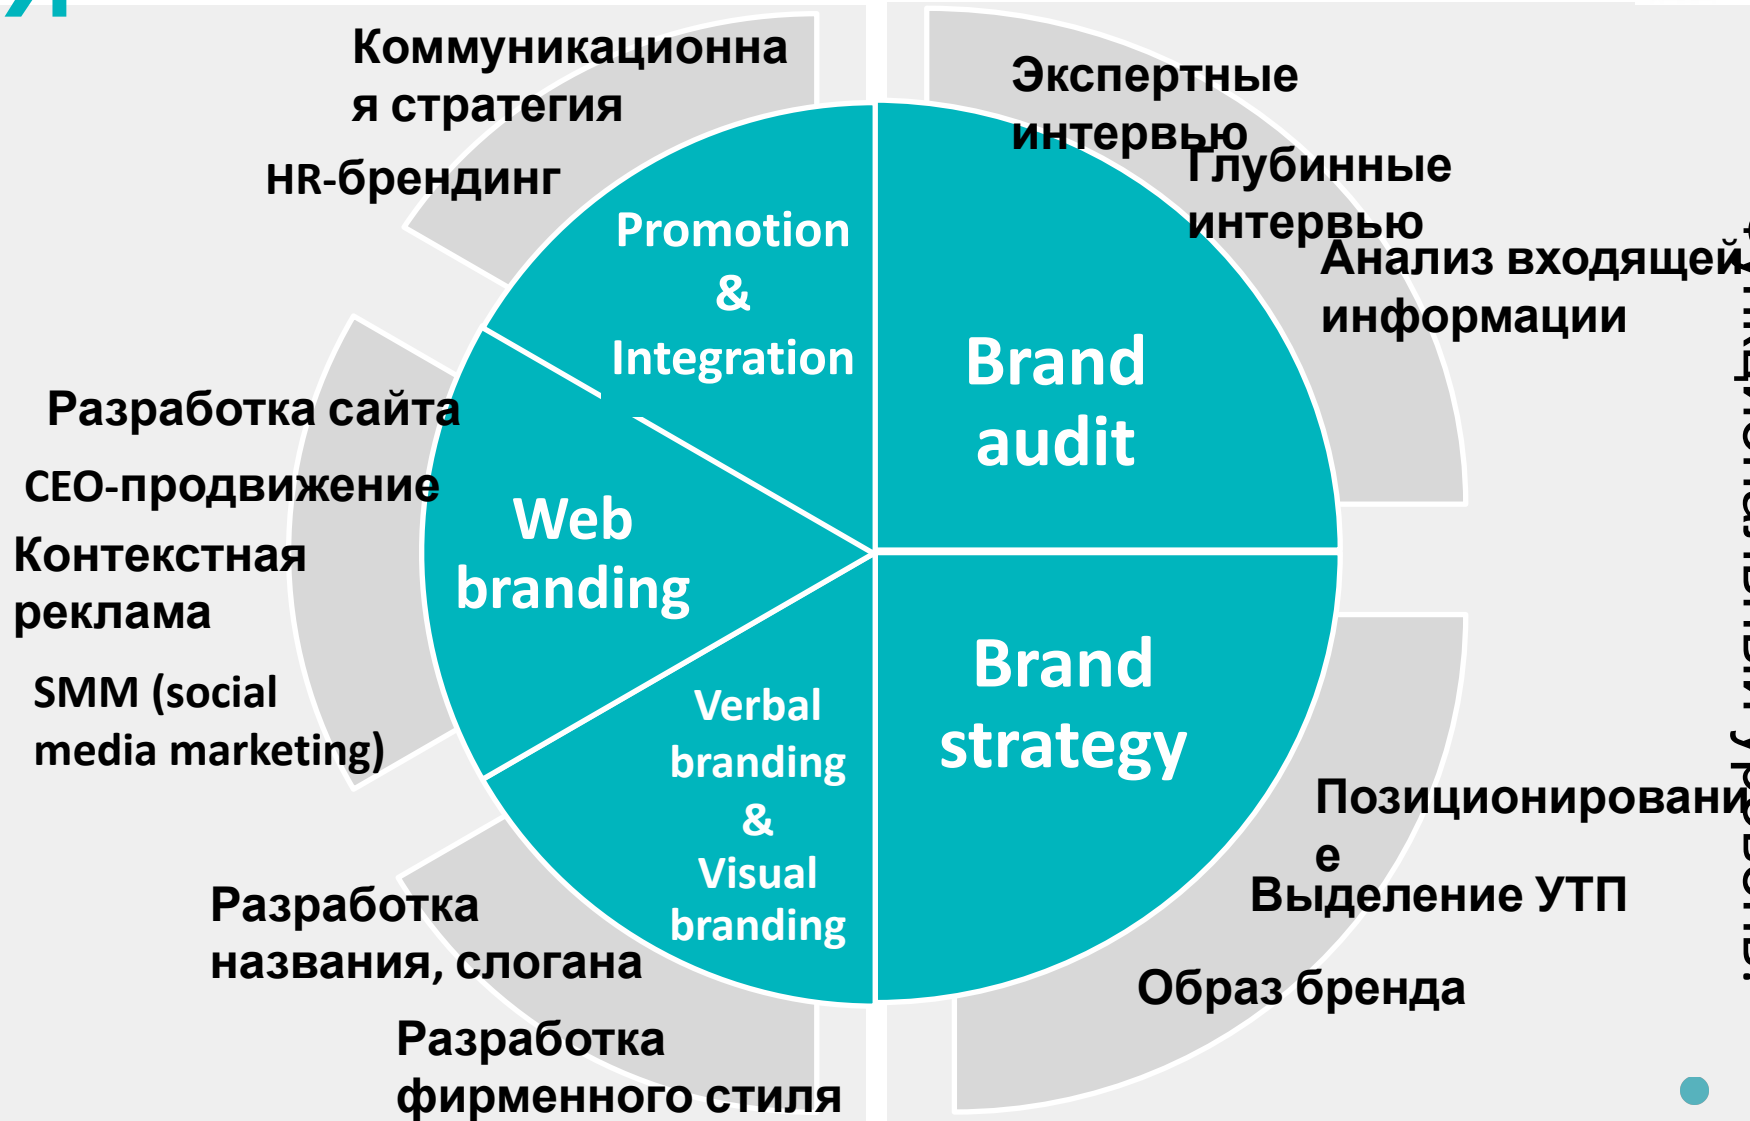 Я
Коммуникационна
я стратегия
HR-брендинг
Promotion
&
Integration
Экспертные
интервью
Глубинные
интервью
Анализ входящей
информации
Brand
audit
Разработка сайта
CEO-продвижение
Контекстная
реклама
SMM (social
media marketing)
Web
branding
Brand
strategy
Позиционировани
е
Выделение УТП
Образ бренда
Verbal
branding
&
Visual
branding
Разработка
названия, слогана
Разработка
фирменного стиля